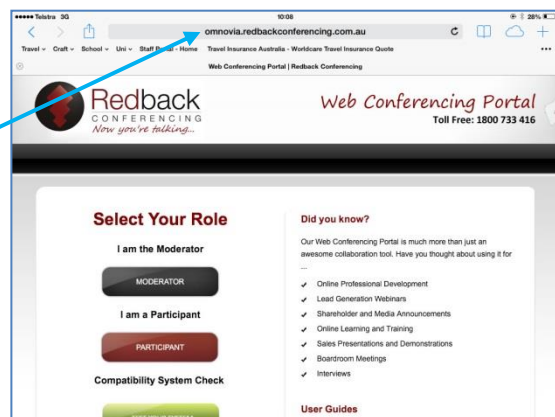 Telstra 3G
10:08
28%
omnovia.redbackconferencing.com.au
Travel Craft School Uni Staff Portal - Home Travel Insurance Australia - Worldcare Travel Insurance Quote
Web Conferencing Portal | Redback Conferencing
Redback
CONFERENCING
Now you're talking...
Web Conferencing Portal
Toll Free: 1800 733 416
Select Your Role
I am the Moderator
MODERATOR
I am a Participant
PARTICIPANT
Compatibility System Check
Did you know?
Our Web Conferencing Portal is much more than just an
awesome collaboration tool. Have you thought about using it for
...
Online Professional Development
Lead Generation Webinars
Shareholder and Media Announcements
Online Learning and Training
Sales Presentations and Demonstrations
Boardroom Meetings
Interviews
User Guides